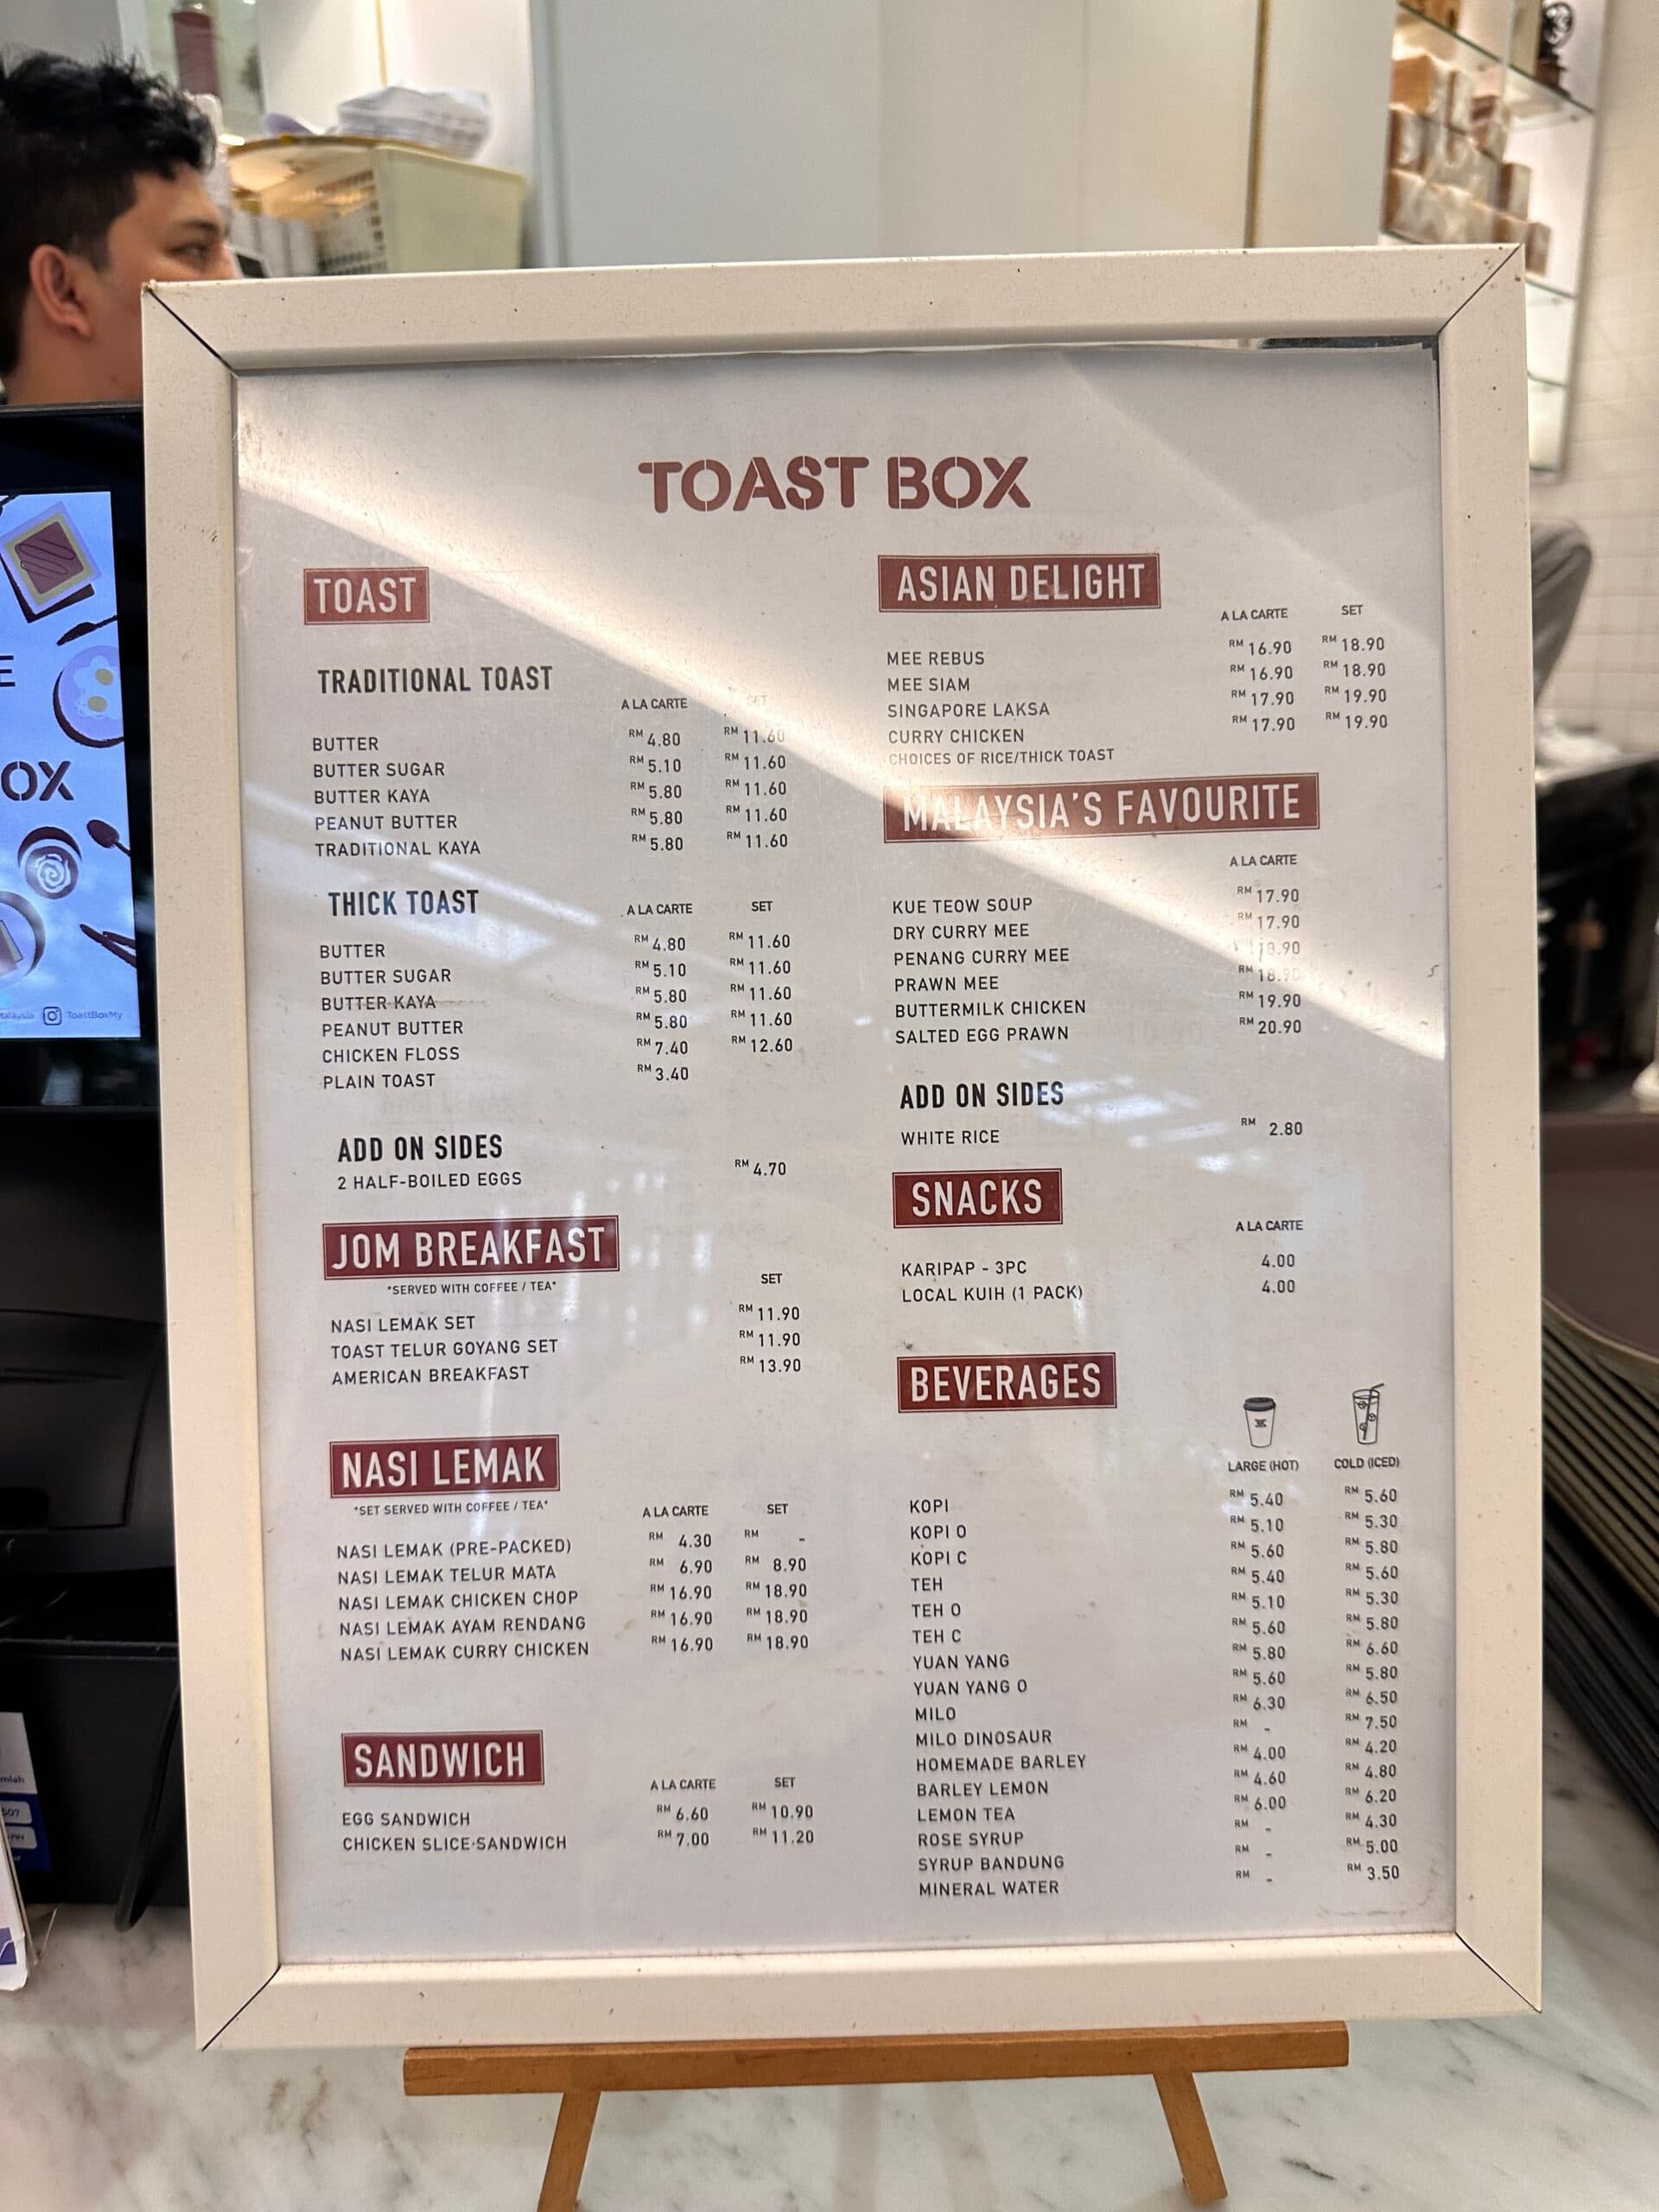 TOAST BOX
TOAST
TRADITIONAL TOAST
A LA CARTE SET
BUTTER RM 4.80 RM 11.60
BUTTER SUGAR RM 5.10 RM 11.60
BUTTER KAYA RM 5.80 RM 11.60
PEANUT BUTTER RM 5.80 RM 11.60
TRADITIONAL KAYA RM 5.80 RM 11.60
THICK TOAST
A LA CARTE SET
BUTTER RM 4.80 RM 11.60
BUTTER SUGAR RM 5.10 RM 11.60
BUTTER KAYA RM 5.80 RM 11.60
PEANUT BUTTER RM 5.80 RM 11.60
CHICKEN FLOSS RM 7.40 RM 12.60
PLAIN TOAST RM 3.40
ADD ON SIDES
2 HALF-BOILED EGGS RM 4.70
JOM BREAKFAST
*SERVED WITH COFFEE / TEA*
SET
NASI LEMAK SET RM 11.90
TOAST TELUR GOYANG SET RM 11.90
AMERICAN BREAKFAST RM 13.90
NASI LEMAK
*SET SERVED WITH COFFEE / TEA*
A LA CARTE SET
NASI LEMAK (PRE-PACKED) RM 4.30 RM -
NASI LEMAK TELUR MATA RM 6.90 RM 8.90
NASI LEMAK CHICKEN CHOP RM 16.90 RM 18.90
NASI LEMAK AYAM RENDANG RM 16.90 RM 18.90
NASI LEMAK CURRY CHICKEN RM 16.90 RM 18.90
SANDWICH
A LA CARTE SET
EGG SANDWICH RM 6.60 RM 10.90
CHICKEN SLICE SANDWICH RM 7.00 RM 11.20
ASIAN DELIGHT
A LA CARTE SET
MEE REBUS RM 16.90 RM 18.90
MEE SIAM RM 16.90 RM 18.90
SINGAPORE LAKSA RM 17.90 RM 19.90
CURRY CHICKEN RM 17.90 RM 19.90
CHOICES OF RICE/THICK TOAST
MALAYSIA'S FAVOURITE
A LA CARTE
KUE TEOW SOUP RM 17.90
DRY CURRY MEE RM 17.90
PENANG CURRY MEE 18.90
PRAWN MEE RM 18.90
BUTTERMILK CHICKEN RM 19.90
SALTED EGG PRAWN RM 20.90
ADD ON SIDES
WHITE RICE RM 2.80
SNACKS
A LA CARTE
KARIPAP - 3PC 4.00
LOCAL KUIH (1 PACK) 4.00
BEVERAGES
LARGE (HOT) COLD (ICED)
KOPI RM 5.40 RM 5.60
KOPI O RM 5.10 RM 5.30
KOPI C RM 5.60 RM 5.80
TEH RM 5.40 RM 5.60
TEH O RM 5.10 RM 5.30
TEH C RM 5.60 RM 5.80
YUAN YANG RM 5.80 RM 6.60
YUAN YANG O RM 5.60 RM 5.80
MILO RM 6.30 RM 6.50
MILO DINOSAUR RM - RM 7.50
HOMEMADE BARLEY RM 4.00 RM 4.20
BARLEY LEMON RM 4.60 RM 4.80
LEMON TEA RM 6.00 RM 6.20
ROSE SYRUP RM - RM 4.30
SYRUP BANDUNG RM - RM 5.00
MINERAL WATER RM - RM 3.50
OX
ToastBoxMy